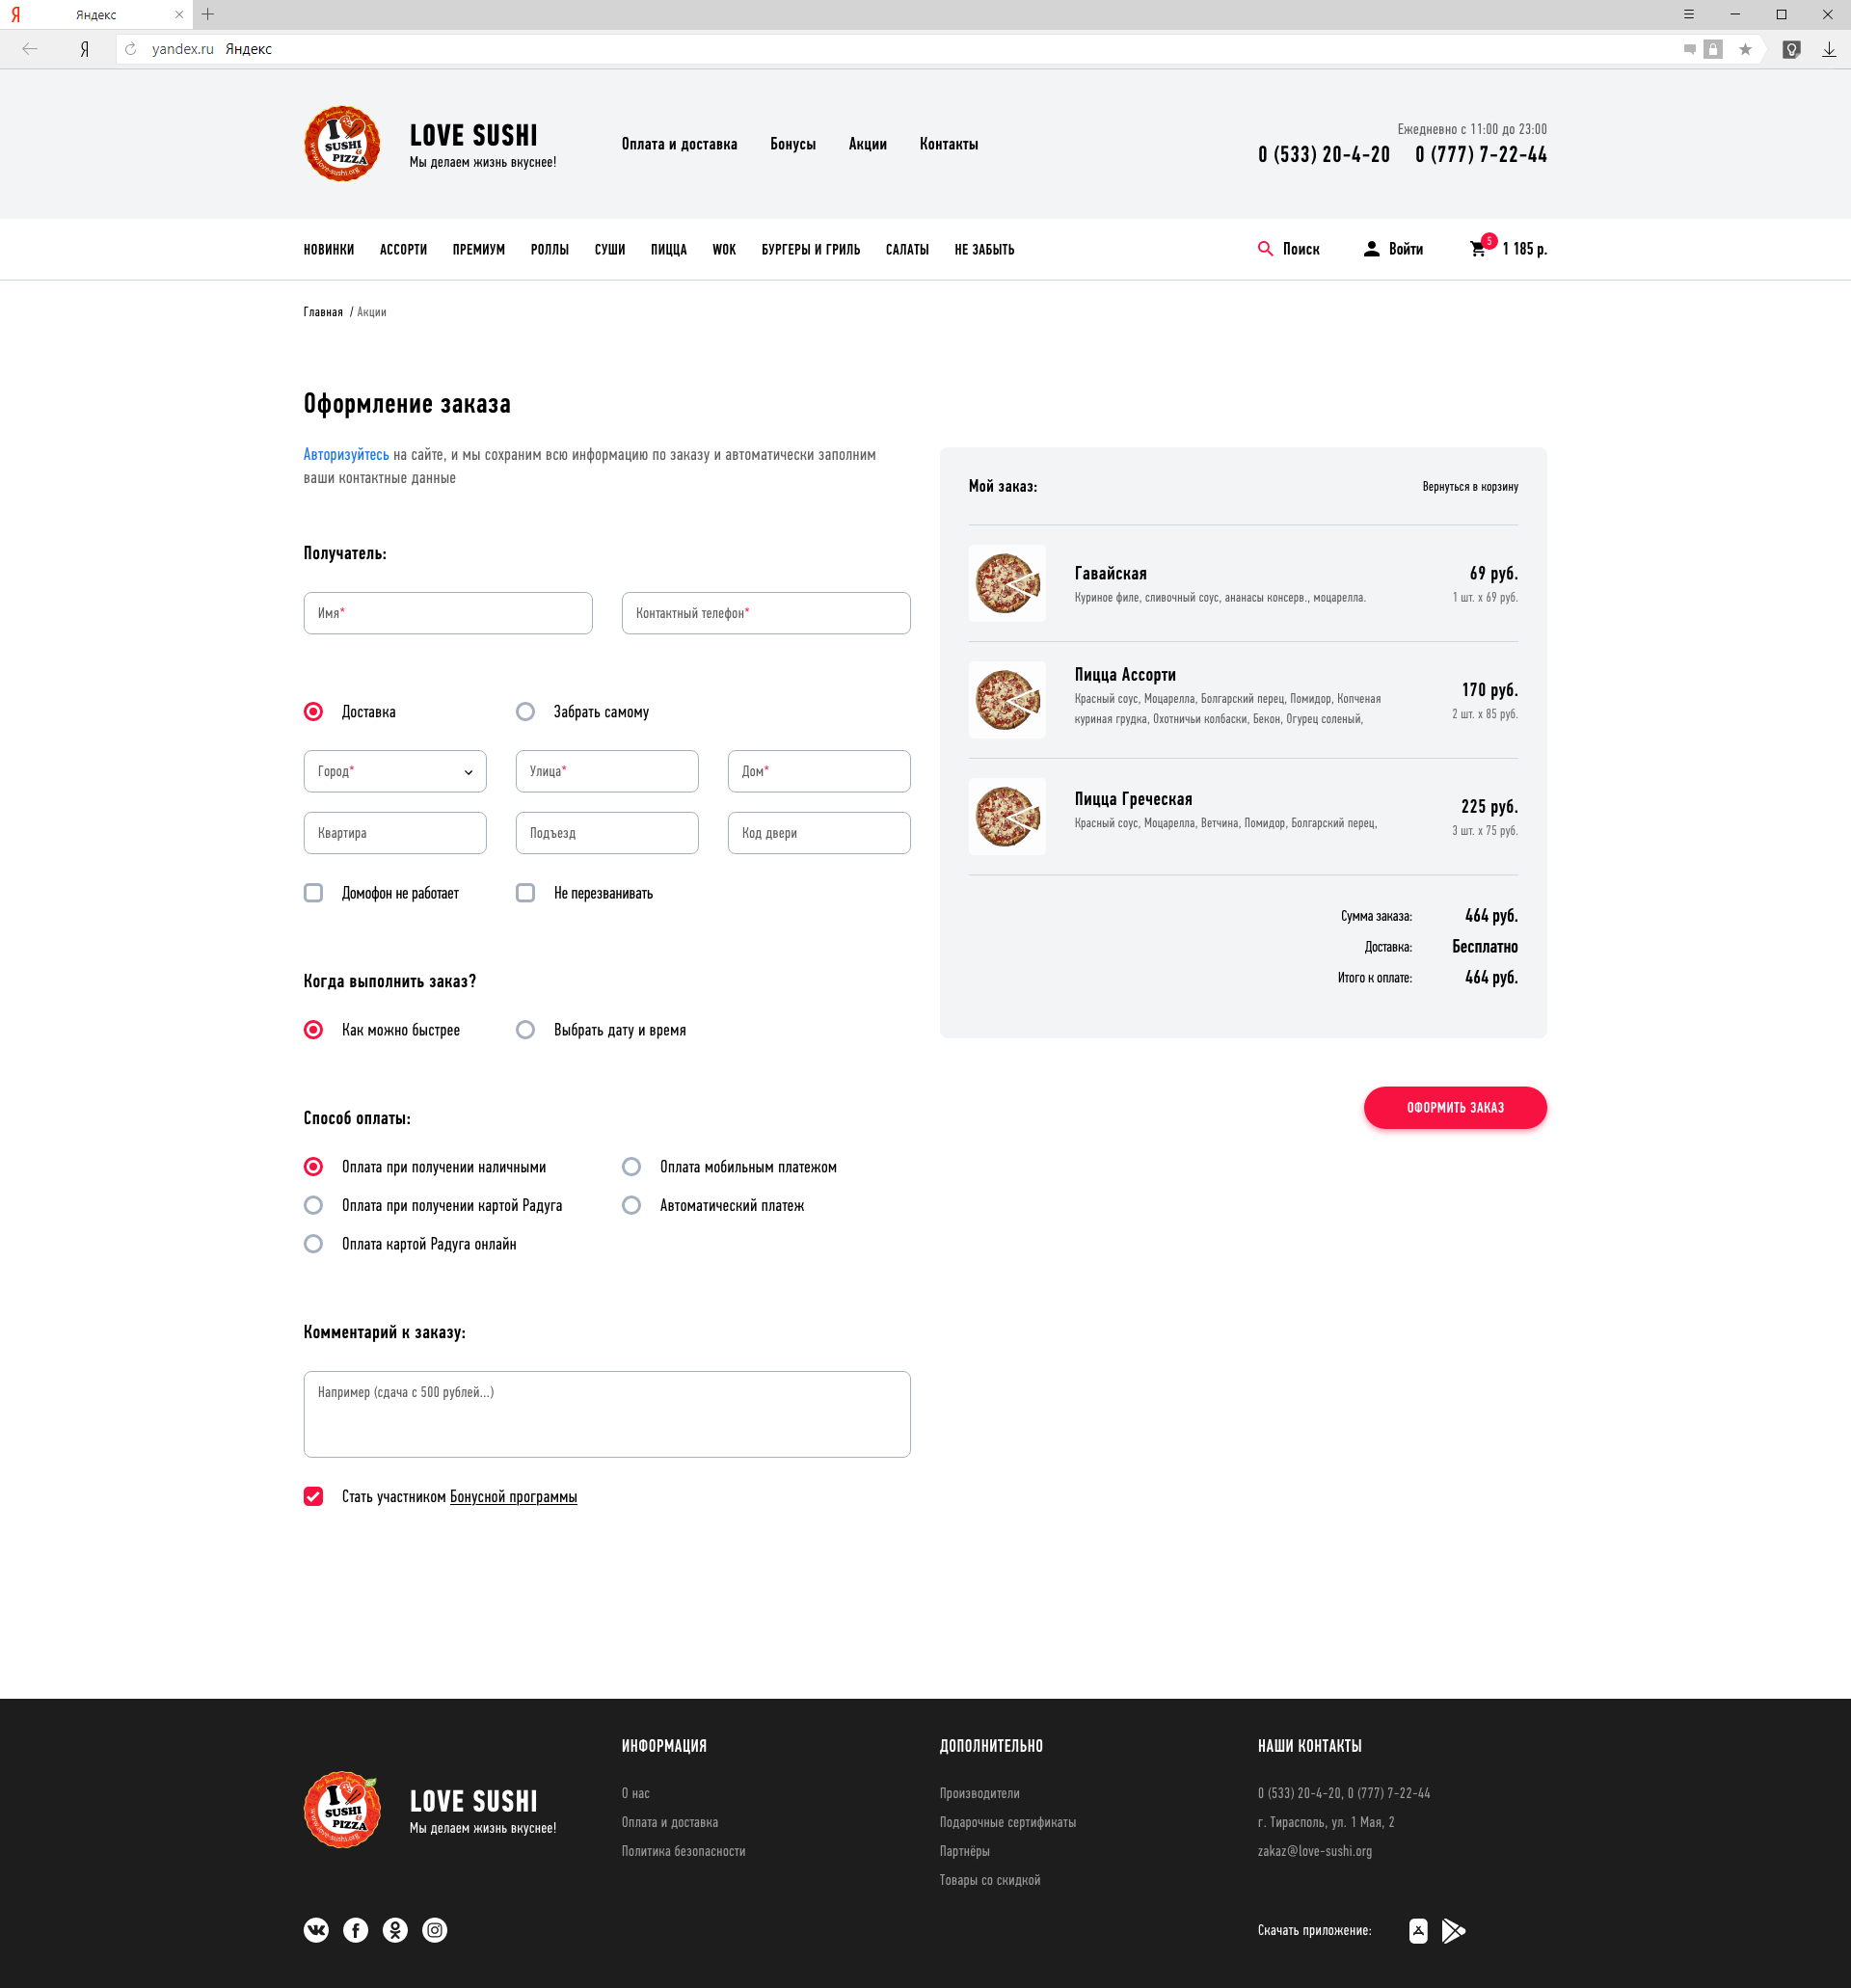 Я Яндекс
Я yandex.ru Яндекс
I
SUSHI
&
PIZZA
www.love-sushi.org
LOVE SUSHI
Мы делаем жизнь вкуснее!
Оплата и доставка Бонусы Акции Контакты
Ежедневно с 11:00 до 23:00
0 (533) 20-4-20 0 (777) 7-22-44
НОВИНКИ АССОРТИ ПРЕМИУМ РОЛЛЫ СУШИ ПИЦЦА WOK БУРГЕРЫ И ГРИЛЬ САЛАТЫ НЕ ЗАБЫТЬ
Поиск Войти 5 1 185 р.
Главная / Акции
Оформление заказа
Авторизуйтесь на сайте, и мы сохраним всю информацию по заказу и автоматически заполним
ваши контактные данные
Получатель:
Имя* Контактный телефон*
Доставка Забрать самому
Город* Улица* Дом*
Квартира Подъезд Код двери
Домофон не работает Не перезванивать
Когда выполнить заказ?
Как можно быстрее Выбрать дату и время
Способ оплаты:
Оплата при получении наличными Оплата мобильным платежом
Оплата при получении картой Радуга Автоматический платеж
Оплата картой Радуга онлайн
Комментарий к заказу:
Например (сдача с 500 рублей...)
Стать участником Бонусной программы
Мой заказ: Вернуться в корзину
Гавайская 69 руб.
Куриное филе, сливочный соус, ананасы консерв., моцарелла. 1 шт. x 69 руб.
Пицца Ассорти
170 руб.
Красный соус, Моцарелла, Болгарский перец, Помидор, Копченая
куриная грудка, Охотничьи колбаски, Бекон, Огурец соленый,
2 шт. x 85 руб.
Пицца Греческая 225 руб.
Красный соус, Моцарелла, Ветчина, Помидор, Болгарский перец, 3 шт. x 75 руб.
Сумма заказа: 464 руб.
Доставка: Бесплатно
Итого к оплате: 464 руб.
ОФОРМИТЬ ЗАКАЗ
I
SUSHI
&
PIZZA
www.love-sushi.org
LOVE SUSHI
Мы делаем жизнь вкуснее!
ИНФОРМАЦИЯ
О нас
Оплата и доставка
Политика безопасности
ДОПОЛНИТЕЛЬНО
Производители
Подарочные сертификаты
Партнёры
Товары со скидкой
НАШИ КОНТАКТЫ
0 (533) 20-4-20, 0 (777) 7-22-44
г. Тирасполь, ул. 1 Мая, 2
zakaz@love-sushi.org
Скачать приложение: